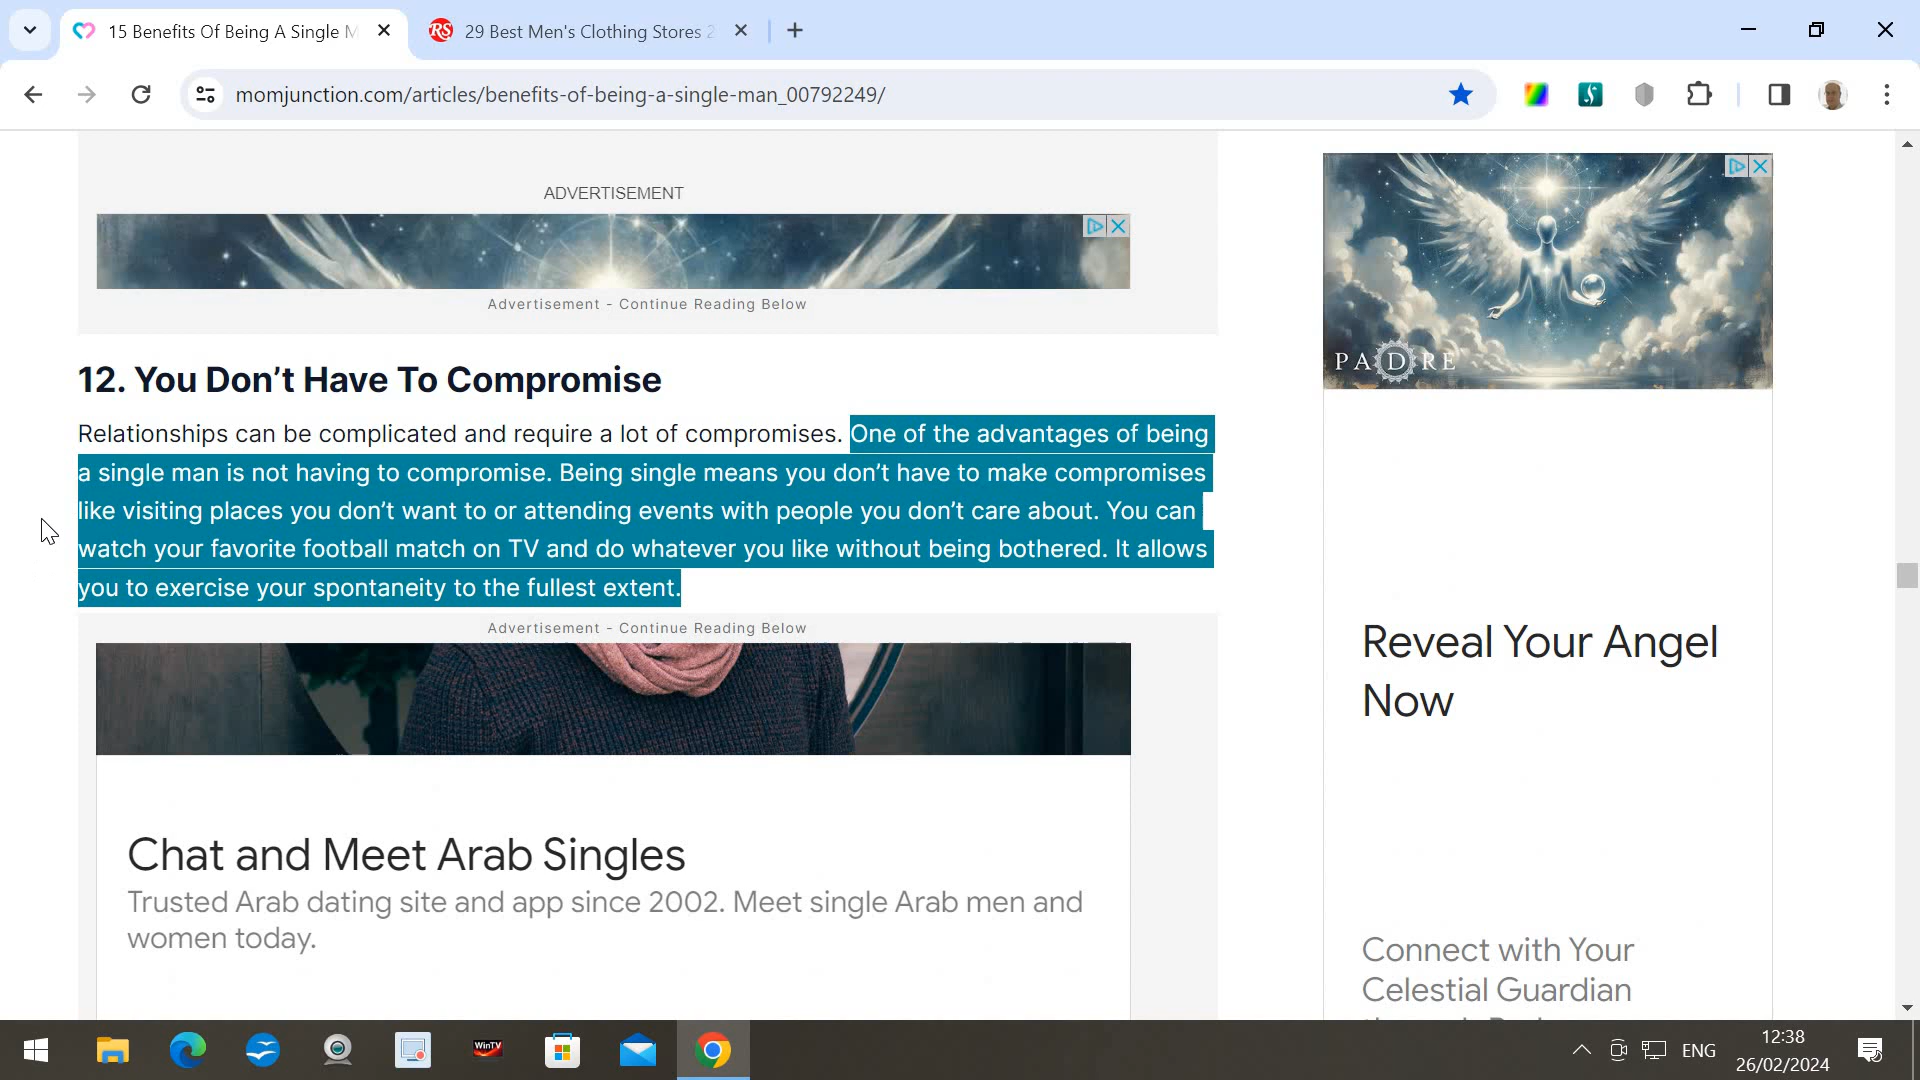 15 Benefits Of Being A Single M
29 Best Men's Clothing Stores 2
momjunction.com/articles/benefits-of-being-a-single-man_00792249/
ADVERTISEMENT
Advertisement - Continue Reading Below
12. You Don’t Have To Compromise
Relationships can be complicated and require a lot of compromises. One of the advantages of being
a single man is not having to compromise. Being single means you don’t have to make compromises
like visiting places you don’t want to or attending events with people you don’t care about. You can
watch your favorite football match on TV and do whatever you like without being bothered. It allows
you to exercise your spontaneity to the fullest extent.
Advertisement - Continue Reading Below
Chat and Meet Arab Singles
Trusted Arab dating site and app since 2002. Meet single Arab men and
women today.
PADRE
Reveal Your Angel
Now
Connect with Your
Celestial Guardian
WinTV
ENG
12:38
26/02/2024